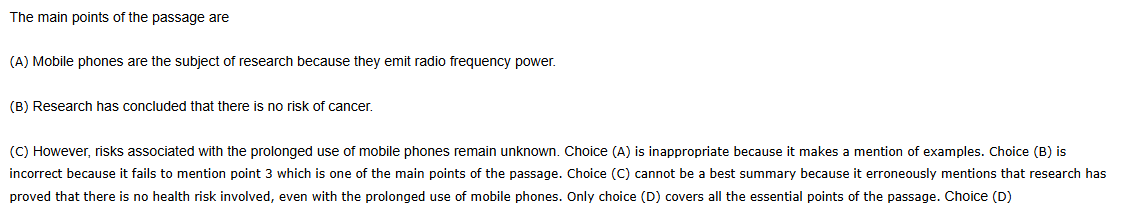 The main points of the passage are
(A) Mobile phones are the subject of research because they emit radio frequency power.
(B) Research has concluded that there is no risk of cancer.
(C) However, risks associated with the prolonged use of mobile phones remain unknown. Choice (A) is inappropriate because it makes a mention of examples. Choice (B) is
incorrect because it fails to mention point 3 which is one of the main points of the passage. Choice (C) cannot be a best summary because it erroneously mentions that research has
proved that there is no health risk involved, even with the prolonged use of mobile phones. Only choice (D) covers all the essential points of the passage. Choice (D)